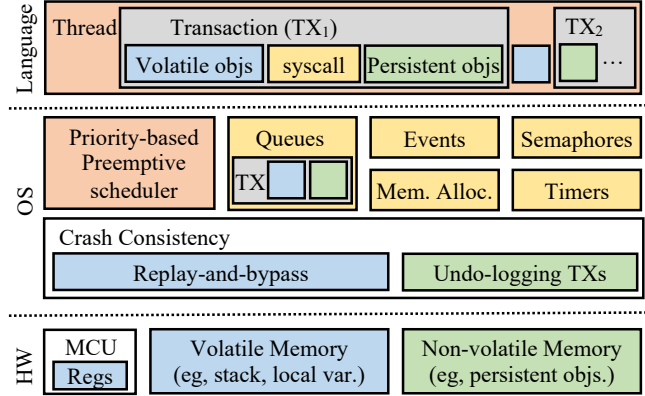 Language
Thread
Transaction (TX1)
TX2
Volatile objs
syscall
Persistent objs
...
OS
Priority-based
Preemptive
scheduler
Queues
TX
Events
Semaphores
Mem. Alloc.
Timers
Crash Consistency
Replay-and-bypass
Undo-logging TXs
HW
MCU
Regs
Volatile Memory
(eg, stack, local var.)
Non-volatile Memory
(eg, persistent objs.)